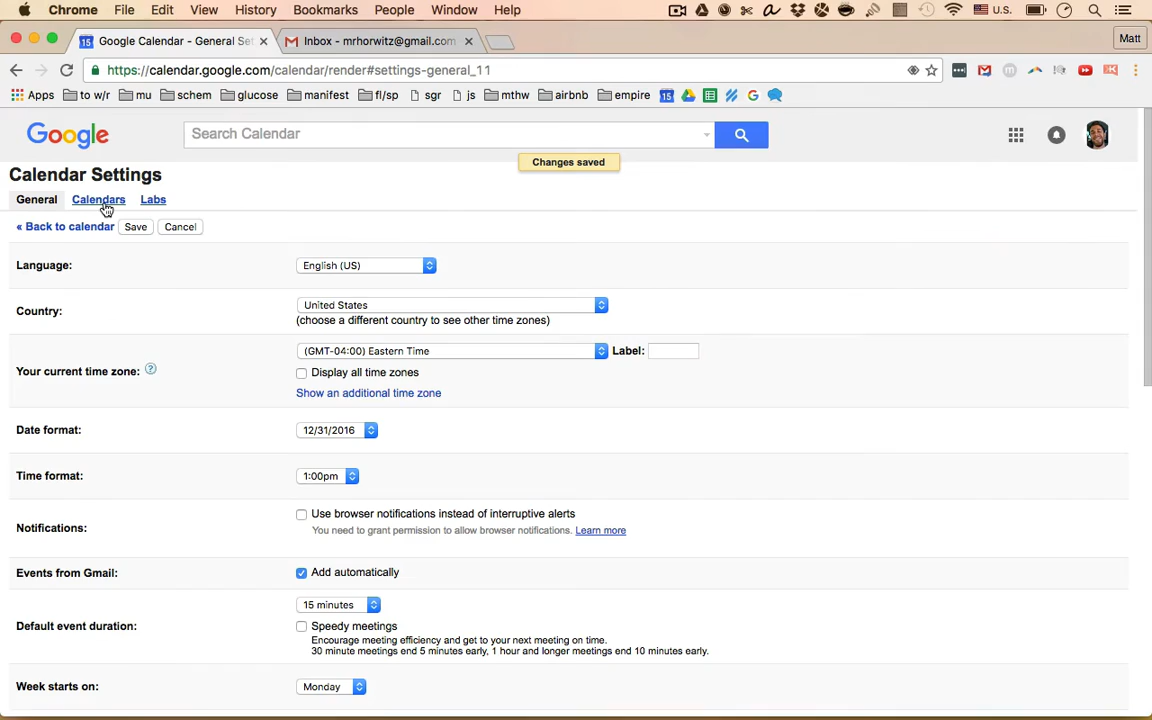 Chrome File Edit View History Bookmarks People Window Help U.S.
15 Google Calendar - General Set × Inbox - mrhorwitz@gmail.com × Matt
https://calendar.google.com/calendar/render#settings-general_11
Apps to w/r mu schem glucose manifest fl/sp sgr js mthw airbnb empire 15
Google Search Calendar
Changes saved
Calendar Settings
General Calendars Labs
« Back to calendar Save Cancel
Language: English (US)
Country: United States
(choose a different country to see other time zones)
Your current time zone: ? (GMT-04:00) Eastern Time Label:
Display all time zones
Show an additional time zone
Date format: 12/31/2016
Time format: 1:00pm
Notifications: Use browser notifications instead of interruptive alerts
You need to grant permission to allow browser notifications. Learn more
Events from Gmail: Add automatically
Default event duration: 15 minutes
Speedy meetings
Encourage meeting efficiency and get to your next meeting on time.
30 minute meetings end 5 minutes early, 1 hour and longer meetings end 10 minutes early.
Week starts on: Monday